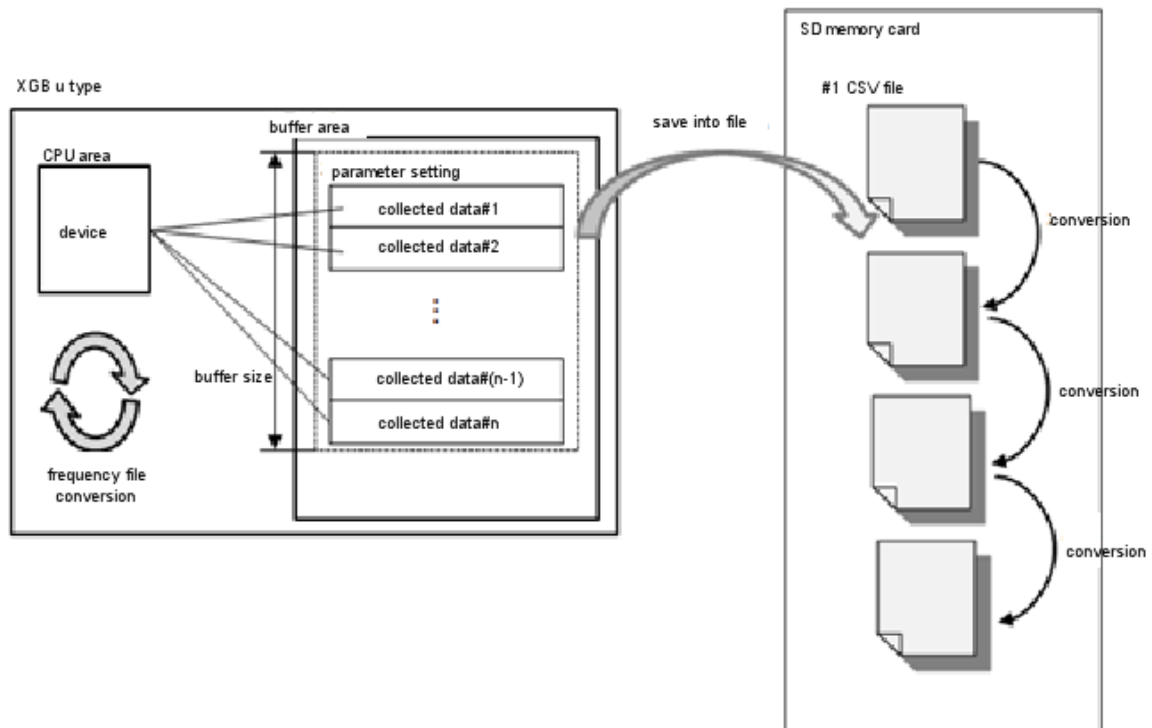 SD memory card
XGB u type
#1 CSV file
buffer area
save into file
CPU area
parameter setting
collected data#1
device
collected data#2
conversion
buffer size
collected data#(n-1)
collected data#n
conversion
frequency file
conversion
conversion